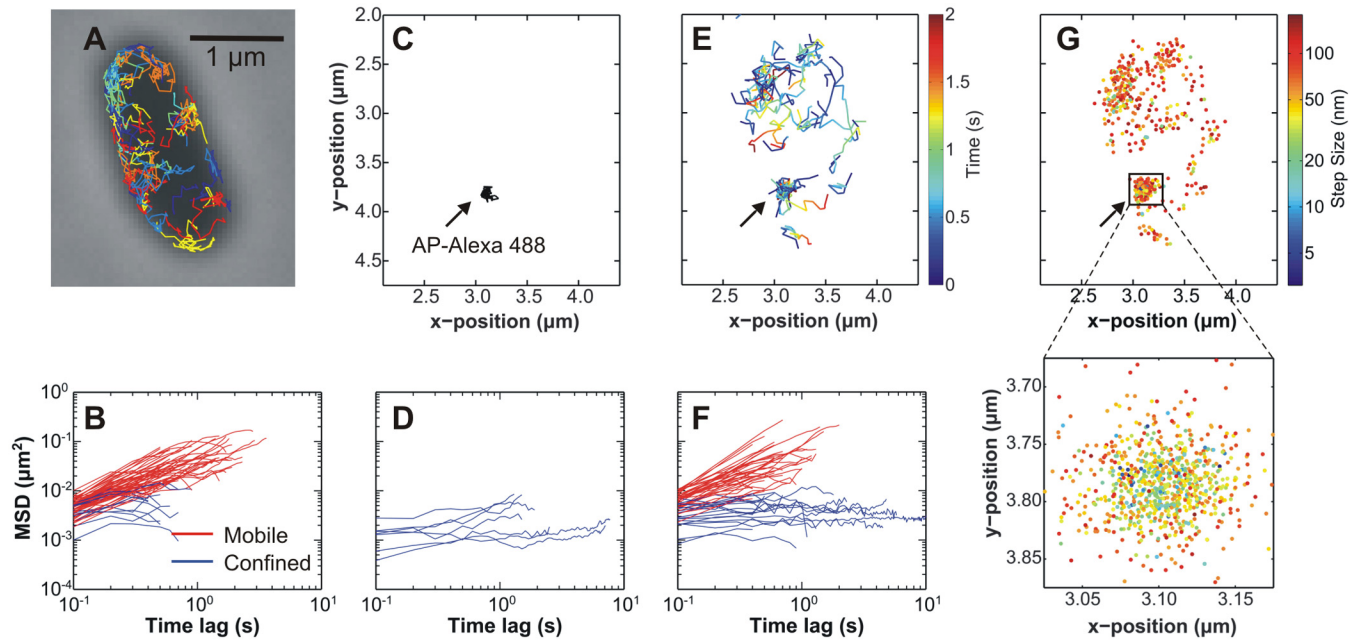 A
1 µm
C
2.0
2.5
3.0
3.5
4.0
4.5
y−position (µm)
AP-Alexa 488
2.5 3.0 3.5 4.0
x−position (µm)
E
2.5 3.0 3.5 4.0
x−position (µm)
2
1.5
1
0.5
0
Time (s)
G
2.5 3.0 3.5 4.0
x−position (µm)
100
50
20
10
5
Step Size (nm)
B
10⁰
10⁻¹
10⁻²
10⁻³
10⁻⁴
MSD (µm²)
Mobile
Confined
10⁻¹ 10⁰ 10¹
Time lag (s)
D
10⁻¹ 10⁰ 10¹
Time lag (s)
F
10⁻¹ 10⁰ 10¹
Time lag (s)
3.70
3.75
3.80
3.85
y−position (µm)
3.05 3.10 3.15
x−position (µm)